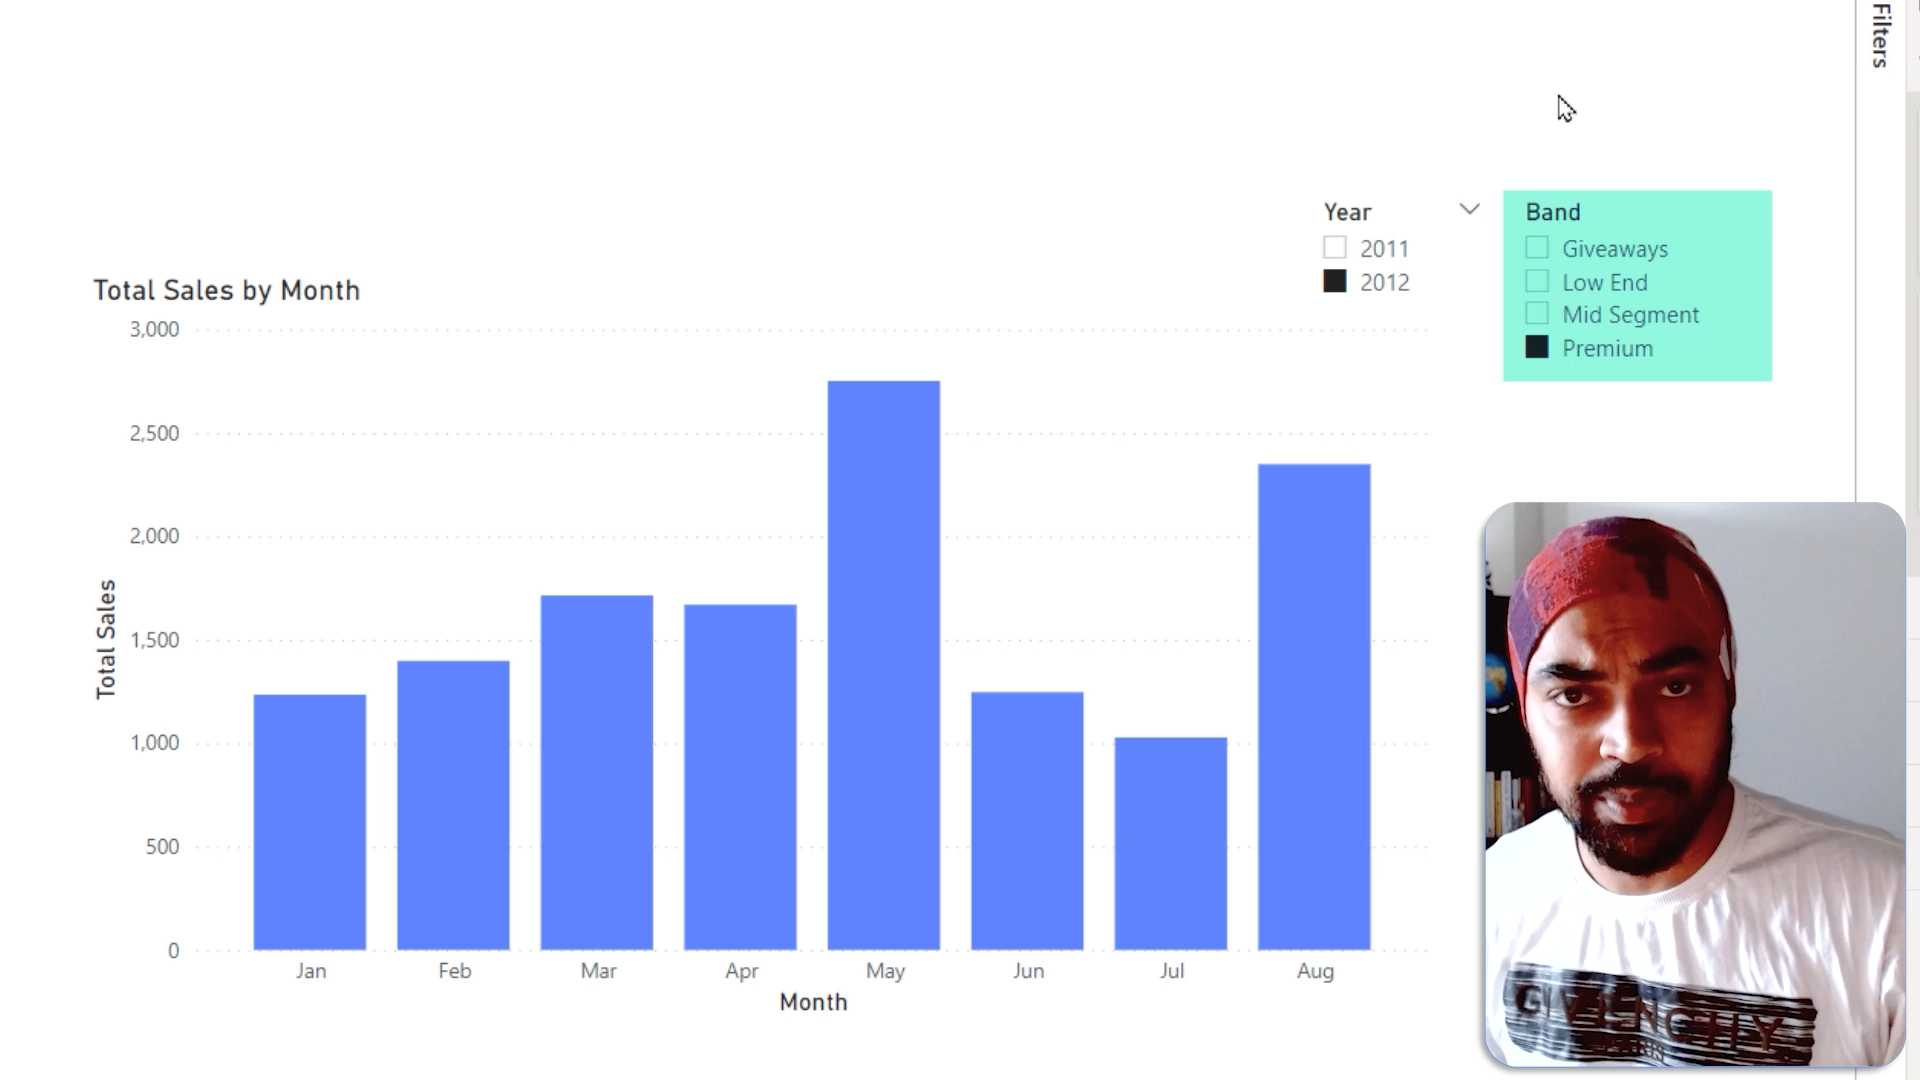 Filters
Year
2011
2012
Band
Giveaways
Low End
Mid Segment
Premium
Total Sales by Month
3,000
2,500
2,000
1,500
1,000
500
0
Total Sales
Jan Feb Mar Apr May Jun Jul Aug
Month
GIVENCHY